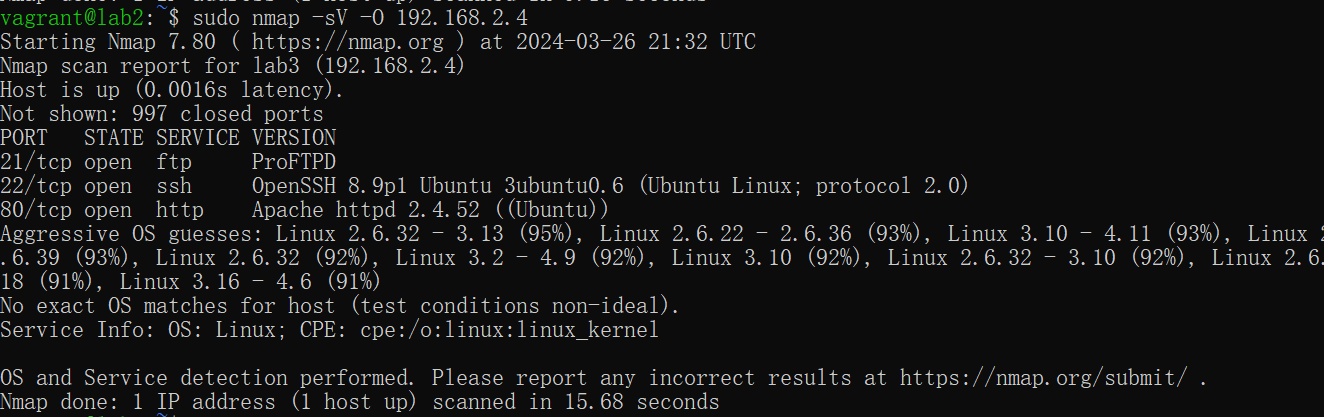 vagrant@lab2:~$ sudo nmap -sV -O 192.168.2.4
Starting Nmap 7.80 ( https://nmap.org ) at 2024-03-26 21:32 UTC
Nmap scan report for lab3 (192.168.2.4)
Host is up (0.0016s latency).
Not shown: 997 closed ports
PORT   STATE SERVICE VERSION
21/tcp open  ftp     ProFTPD
22/tcp open  ssh     OpenSSH 8.9p1 Ubuntu 3ubuntu0.6 (Ubuntu Linux; protocol 2.0)
80/tcp open  http    Apache httpd 2.4.52 ((Ubuntu))
Aggressive OS guesses: Linux 2.6.32 - 3.13 (95%), Linux 2.6.22 - 2.6.36 (93%), Linux 3.10 - 4.11 (93%), Linux 2
.6.39 (93%), Linux 2.6.32 (92%), Linux 3.2 - 4.9 (92%), Linux 3.10 (92%), Linux 2.6.32 - 3.10 (92%), Linux 2.6.
18 (91%), Linux 3.16 - 4.6 (91%)
No exact OS matches for host (test conditions non-ideal).
Service Info: OS: Linux; CPE: cpe:/o:linux:linux_kernel
OS and Service detection performed. Please report any incorrect results at https://nmap.org/submit/ .
Nmap done: 1 IP address (1 host up) scanned in 15.68 seconds